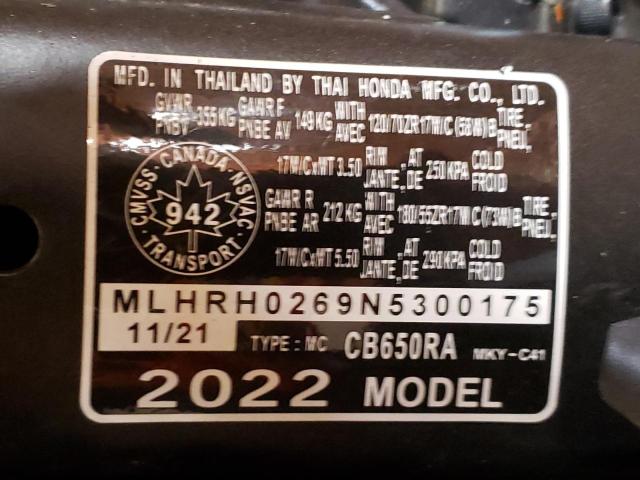 MFD. IN THAILAND BY THAI HONDA MFG. CO., LTD.
GVWR PNBV 355 KG GAWR F PNBE AV 149 KG WITH AVEC 120/70ZR17M/C (58W) TIRE, PNEU,
17M/CxMT 3.50 RIM, JANTE, AT DE 250 KPA COLD FROID
CMVSS · CANADA · NSVAC
942
TRANSPORT
GAWR R PNBE AR 212 KG WITH AVEC 180/55ZR17M/C (73W) TIRE, PNEU,
17M/CxMT 5.50 RIM, JANTE, AT DE 290 KPA COLD FROID
MLHRH0269N5300175
11/21 TYPE : MC CB650RA MKY-C41
2022 MODEL